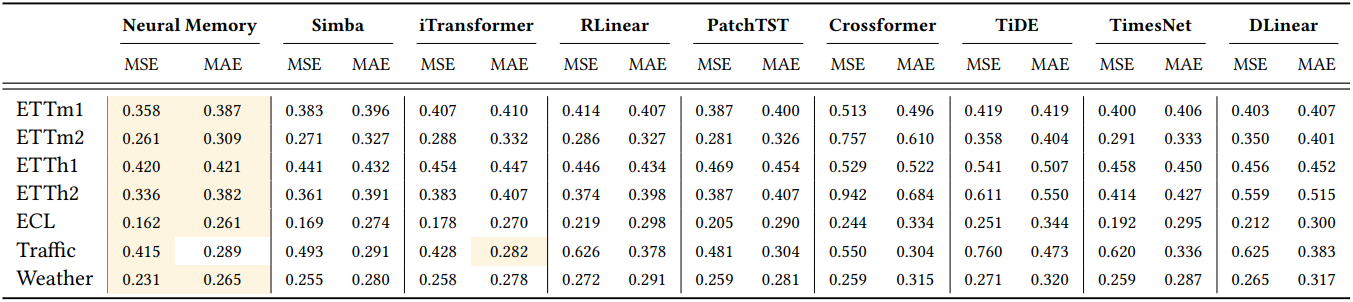 Neural Memory Simba iTransformer RLinear PatchTST Crossformer TiDE TimesNet DLinear
MSE MAE MSE MAE MSE MAE MSE MAE MSE MAE MSE MAE MSE MAE MSE MAE MSE MAE
ETTm1 0.358 0.387 0.383 0.396 0.407 0.410 0.414 0.407 0.387 0.400 0.513 0.496 0.419 0.419 0.400 0.406 0.403 0.407
ETTm2 0.261 0.309 0.271 0.327 0.288 0.332 0.286 0.327 0.281 0.326 0.757 0.610 0.358 0.404 0.291 0.333 0.350 0.401
ETTh1 0.420 0.421 0.441 0.432 0.454 0.447 0.446 0.434 0.469 0.454 0.529 0.522 0.541 0.507 0.458 0.450 0.456 0.452
ETTh2 0.336 0.382 0.361 0.391 0.383 0.407 0.374 0.398 0.387 0.407 0.942 0.684 0.611 0.550 0.414 0.427 0.559 0.515
ECL 0.162 0.261 0.169 0.274 0.178 0.270 0.219 0.298 0.205 0.290 0.244 0.334 0.251 0.344 0.192 0.295 0.212 0.300
Traffic 0.415 0.289 0.493 0.291 0.428 0.282 0.626 0.378 0.481 0.304 0.550 0.304 0.760 0.473 0.620 0.336 0.625 0.383
Weather 0.231 0.265 0.255 0.280 0.258 0.278 0.272 0.291 0.259 0.281 0.259 0.315 0.271 0.320 0.259 0.287 0.265 0.317